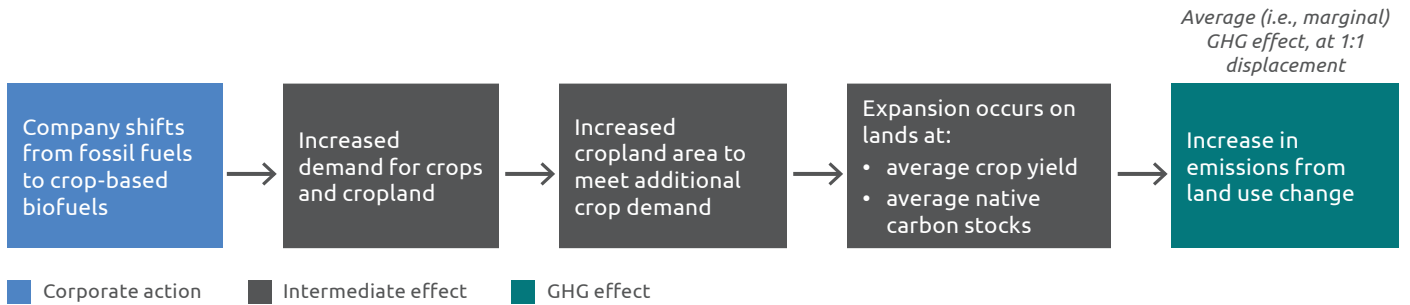 Average (i.e., marginal)
GHG effect, at 1:1
displacement
Company shifts
from fossil fuels
to crop-based
biofuels
Increased
demand for crops
and cropland
Increased
cropland area to
meet additional
crop demand
Expansion occurs on
lands at:
• average crop yield
• average native
carbon stocks
Increase in
emissions from
land use change
Corporate action
Intermediate effect
GHG effect